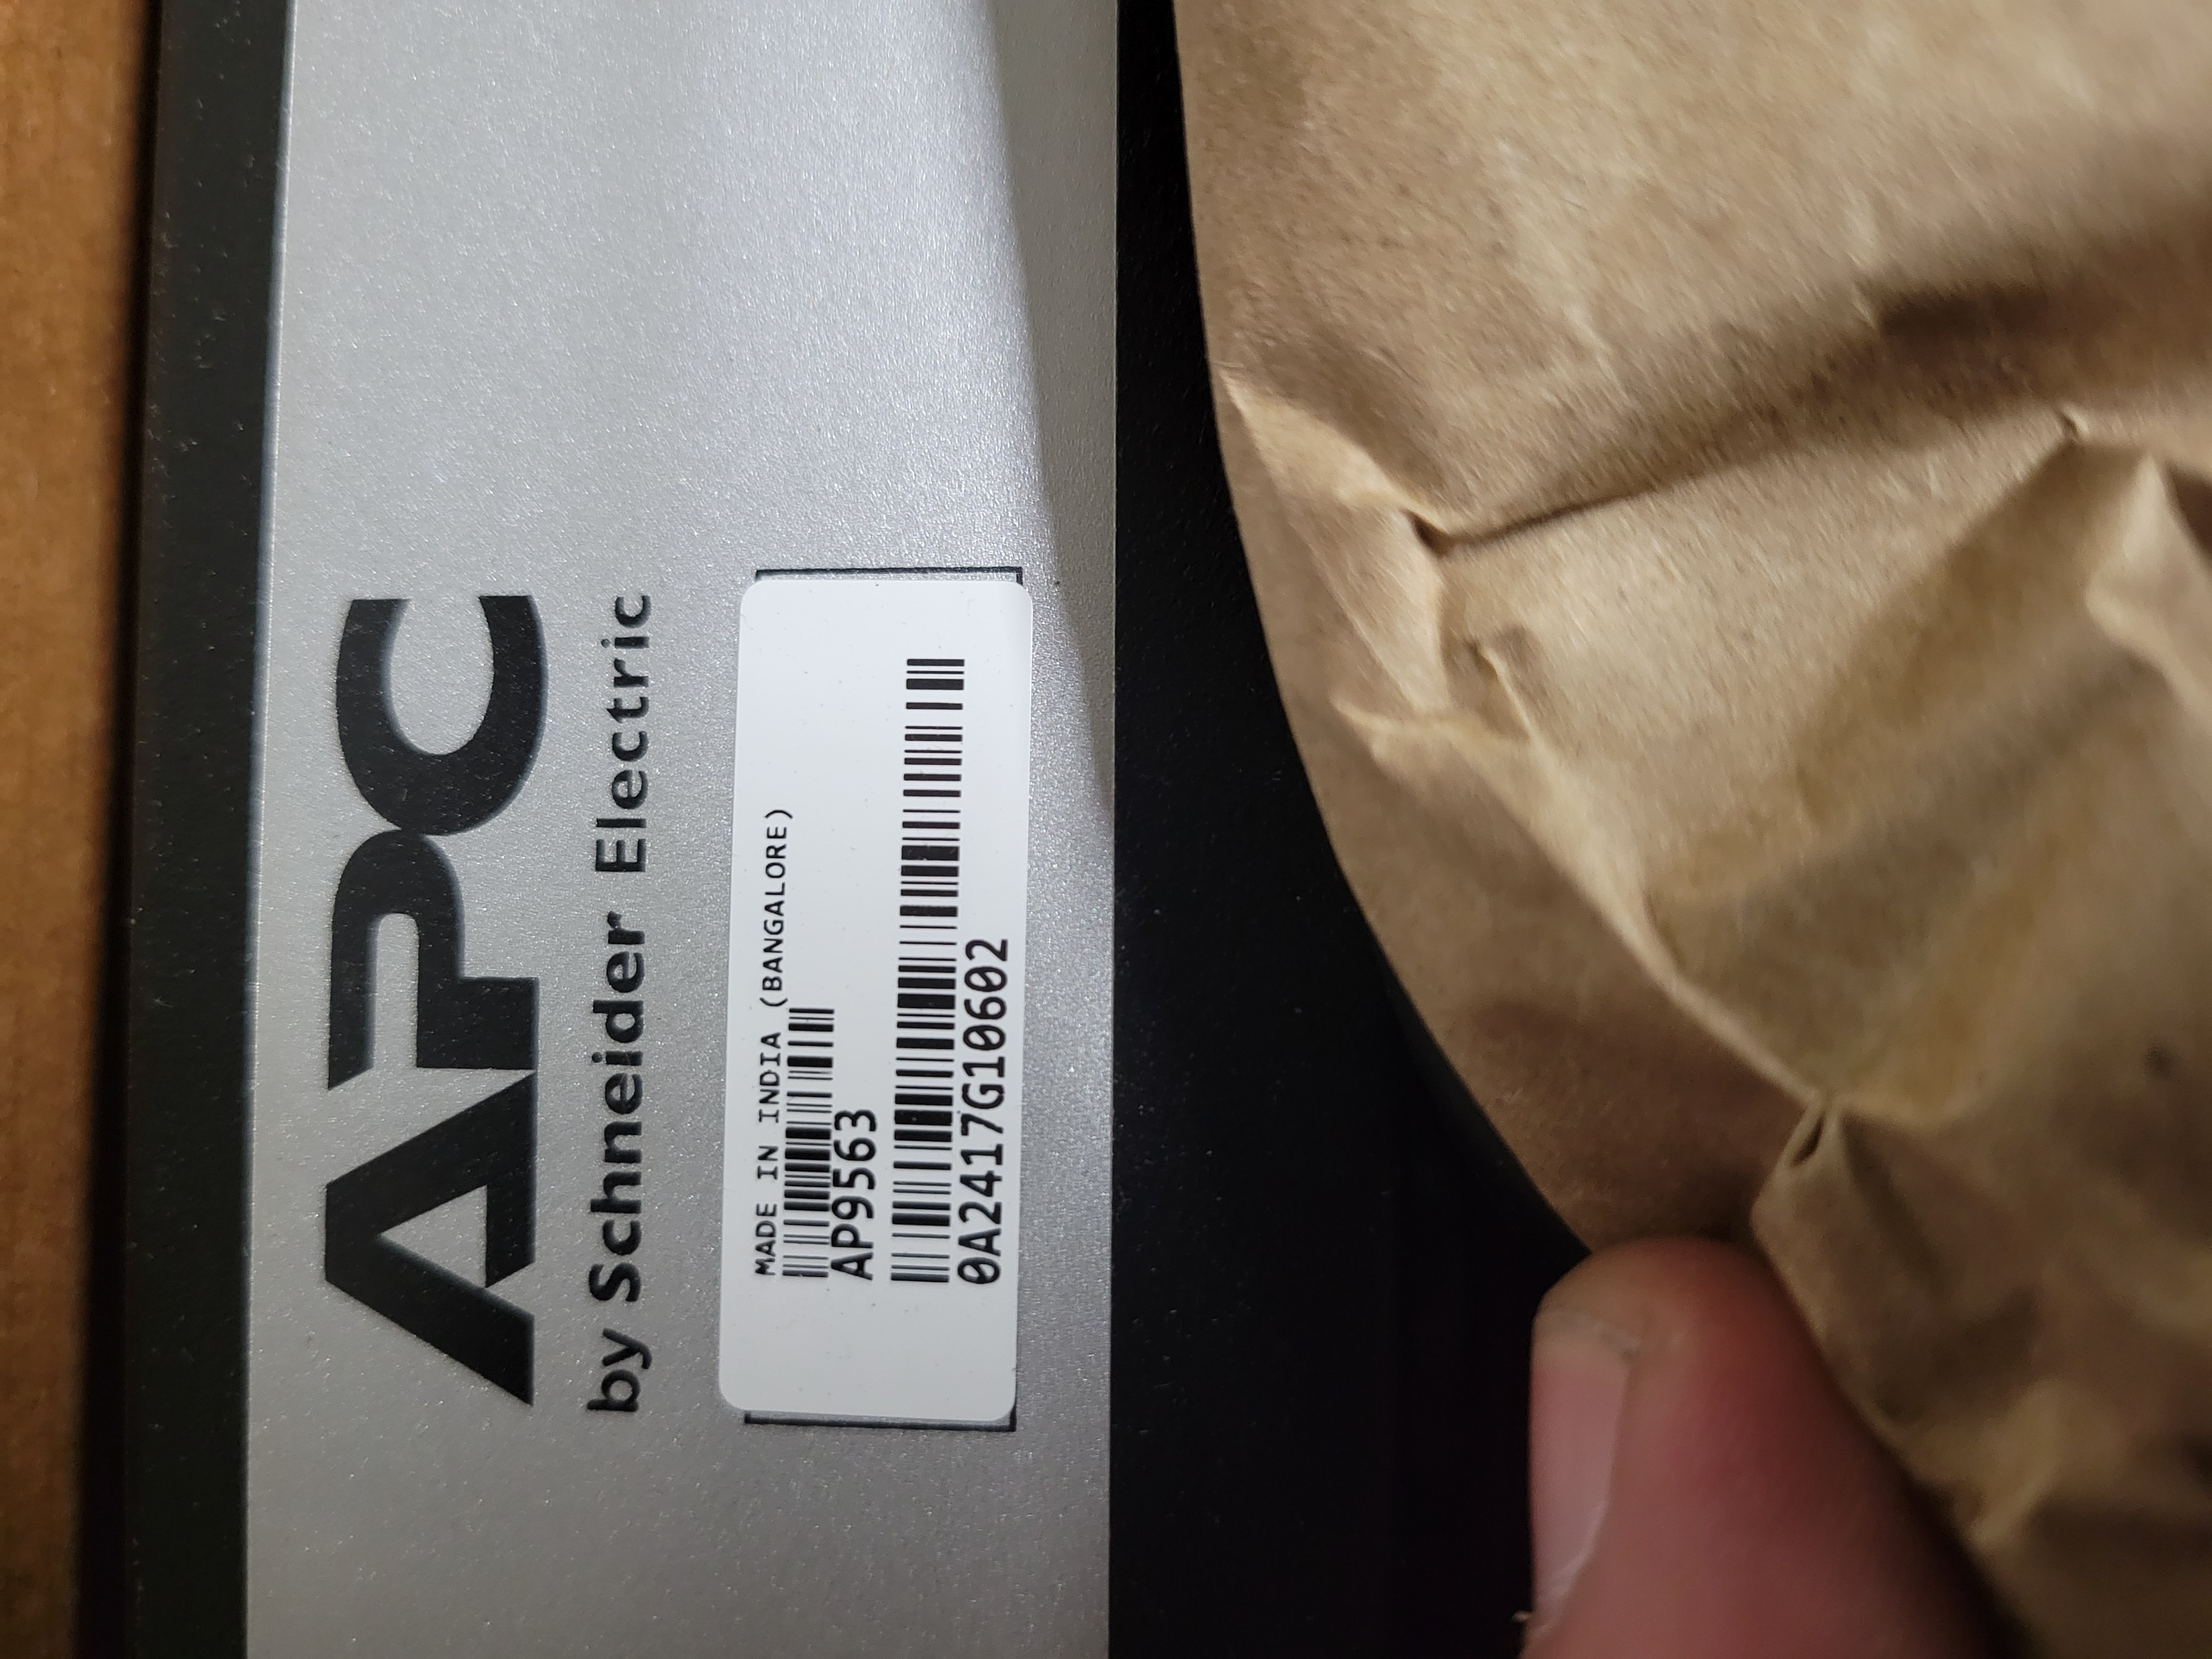 APC
by Schneider Electric
MADE IN INDIA (BANGALORE)
AP9563
0A2417G10602